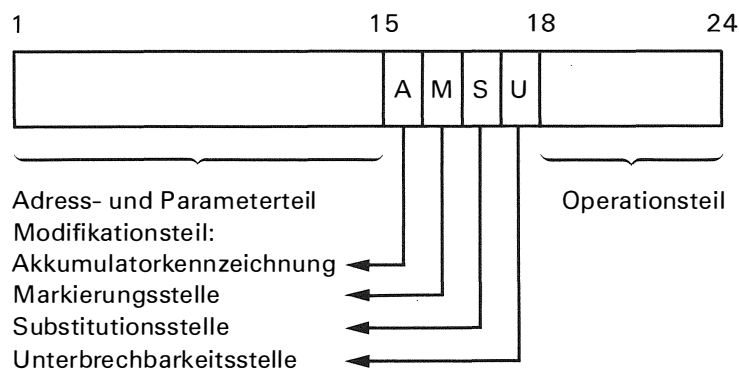 1 15 18 24
A M S U
Adress- und Parameterteil Operationsteil
Modifikationsteil:
Akkumulatorkennzeichnung
Markierungsstelle
Substitutionsstelle
Unterbrechbarkeitsstelle